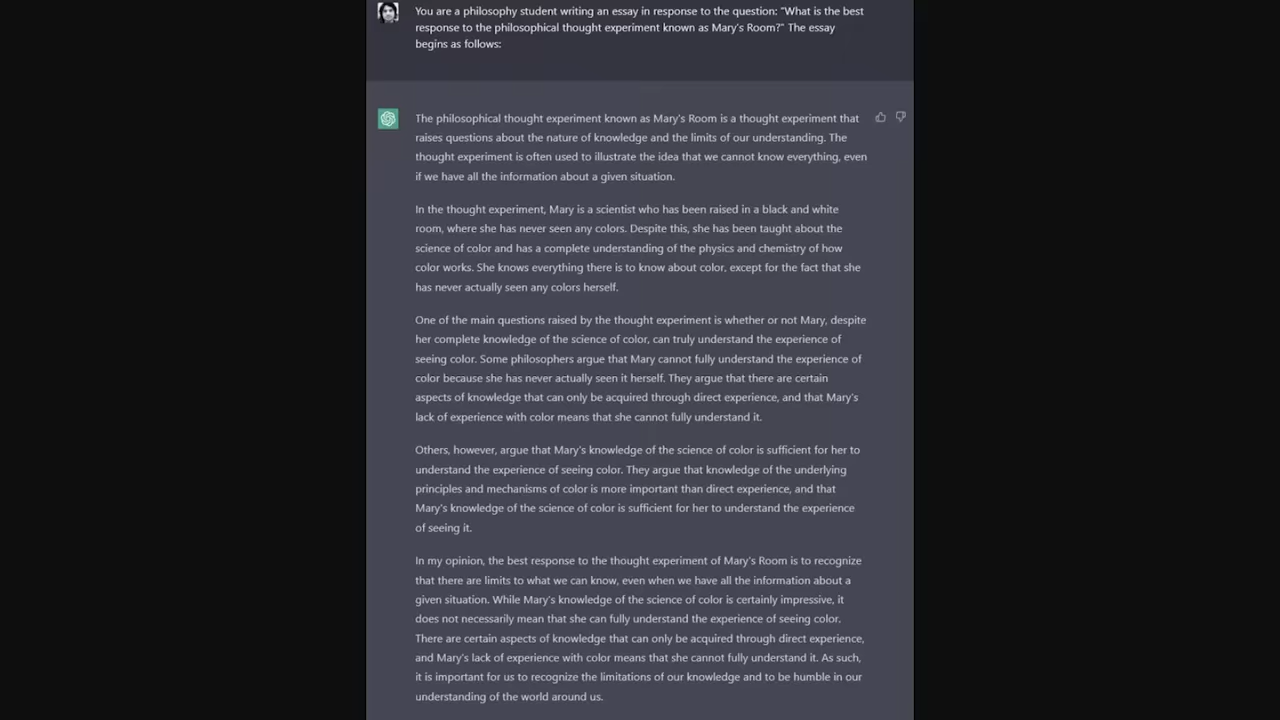 You are a philosophy student writing an essay in response to the question: "What is the best
response to the philosophical thought experiment known as Mary's Room?" The essay
begins as follows:
The philosophical thought experiment known as Mary's Room is a thought experiment that
raises questions about the nature of knowledge and the limits of our understanding. The
thought experiment is often used to illustrate the idea that we cannot know everything, even
if we have all the information about a given situation.
In the thought experiment, Mary is a scientist who has been raised in a black and white
room, where she has never seen any colors. Despite this, she has been taught about the
science of color and has a complete understanding of the physics and chemistry of how
color works. She knows everything there is to know about color, except for the fact that she
has never actually seen any colors herself.
One of the main questions raised by the thought experiment is whether or not Mary, despite
her complete knowledge of the science of color, can truly understand the experience of
seeing color. Some philosophers argue that Mary cannot fully understand the experience of
color because she has never actually seen it herself. They argue that there are certain
aspects of knowledge that can only be acquired through direct experience, and that Mary's
lack of experience with color means that she cannot fully understand it.
Others, however, argue that Mary's knowledge of the science of color is sufficient for her to
understand the experience of seeing color. They argue that knowledge of the underlying
principles and mechanisms of color is more important than direct experience, and that
Mary's knowledge of the science of color is sufficient for her to understand the experience
of seeing it.
In my opinion, the best response to the thought experiment of Mary's Room is to recognize
that there are limits to what we can know, even when we have all the information about a
given situation. While Mary's knowledge of the science of color is certainly impressive, it
does not necessarily mean that she can fully understand the experience of seeing color.
There are certain aspects of knowledge that can only be acquired through direct experience,
and Mary's lack of experience with color means that she cannot fully understand it. As such,
it is important for us to recognize the limitations of our knowledge and to be humble in our
understanding of the world around us.